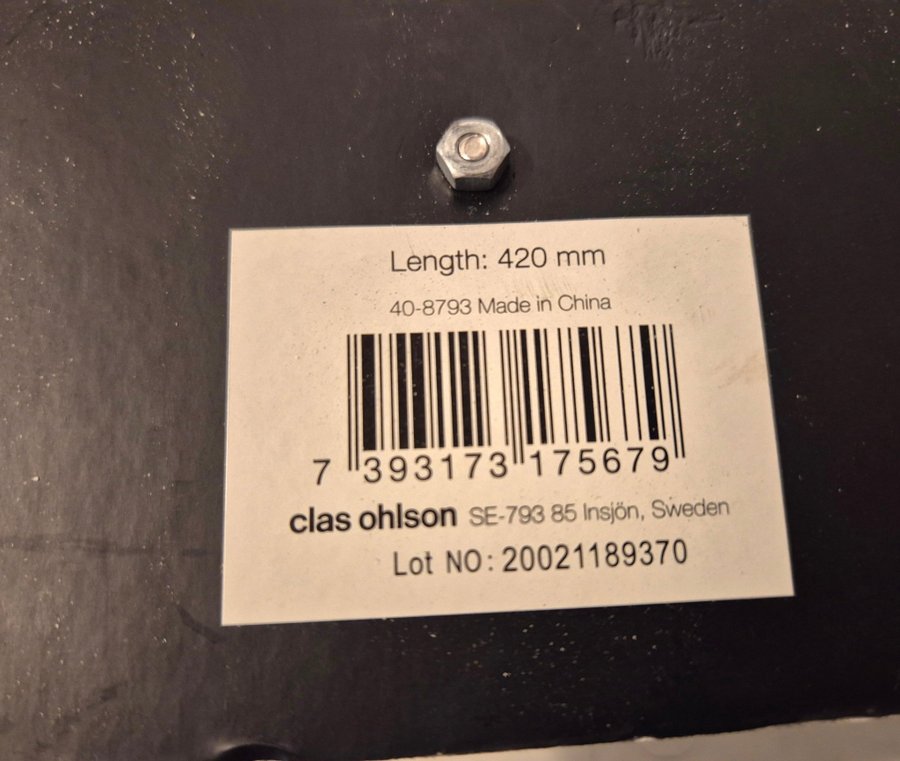 Length: 420 mm
40-8793 Made in China
7 393173 175679
clas ohlson SE-793 85 Insjön, Sweden
Lot NO: 20021189370